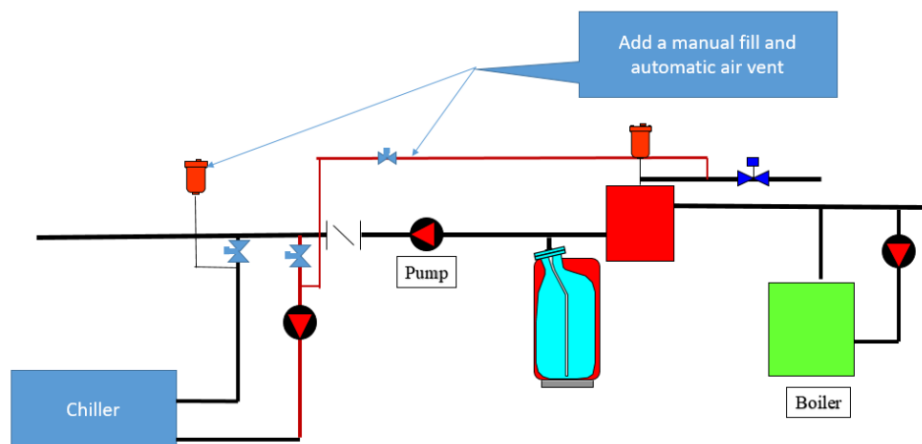 Add a manual fill and
automatic air vent
Pump
Chiller
Boiler